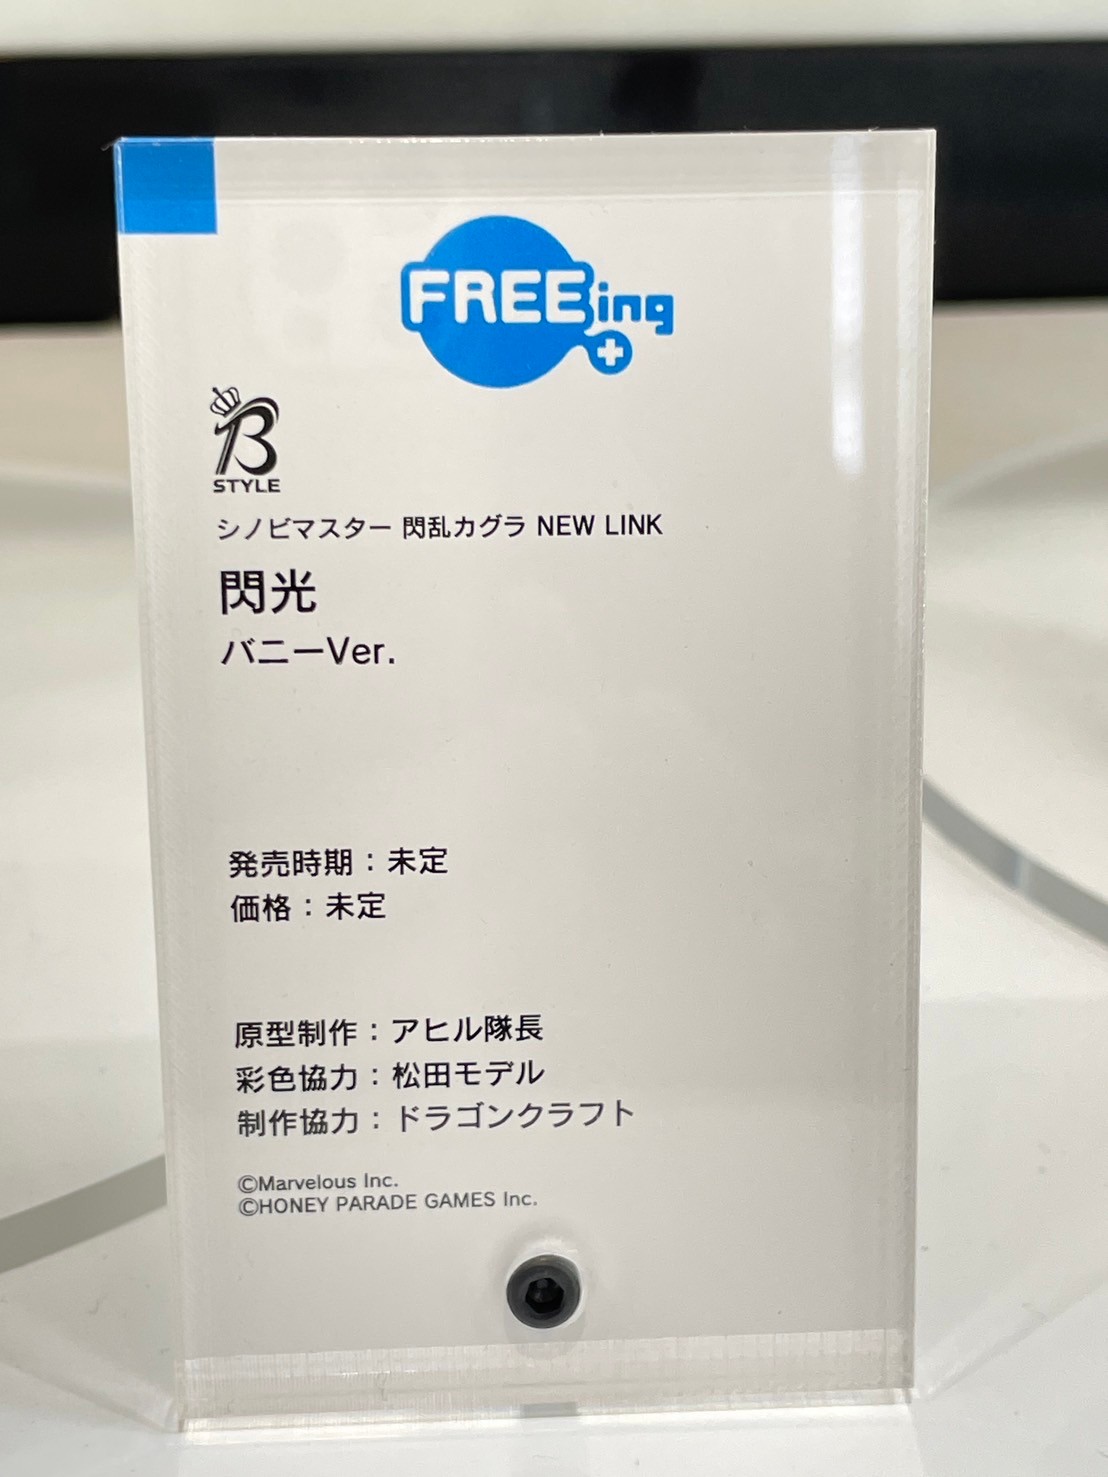 FREEing
B
STYLE
シノビマスター 閃乱カグラ NEW LINK
閃光
バニーVer.
発売時期：未定
価格：未定
原型制作：アヒル隊長
彩色協力：松田モデル
制作協力：ドラゴンクラフト
©Marvelous Inc.
©HONEY PARADE GAMES Inc.